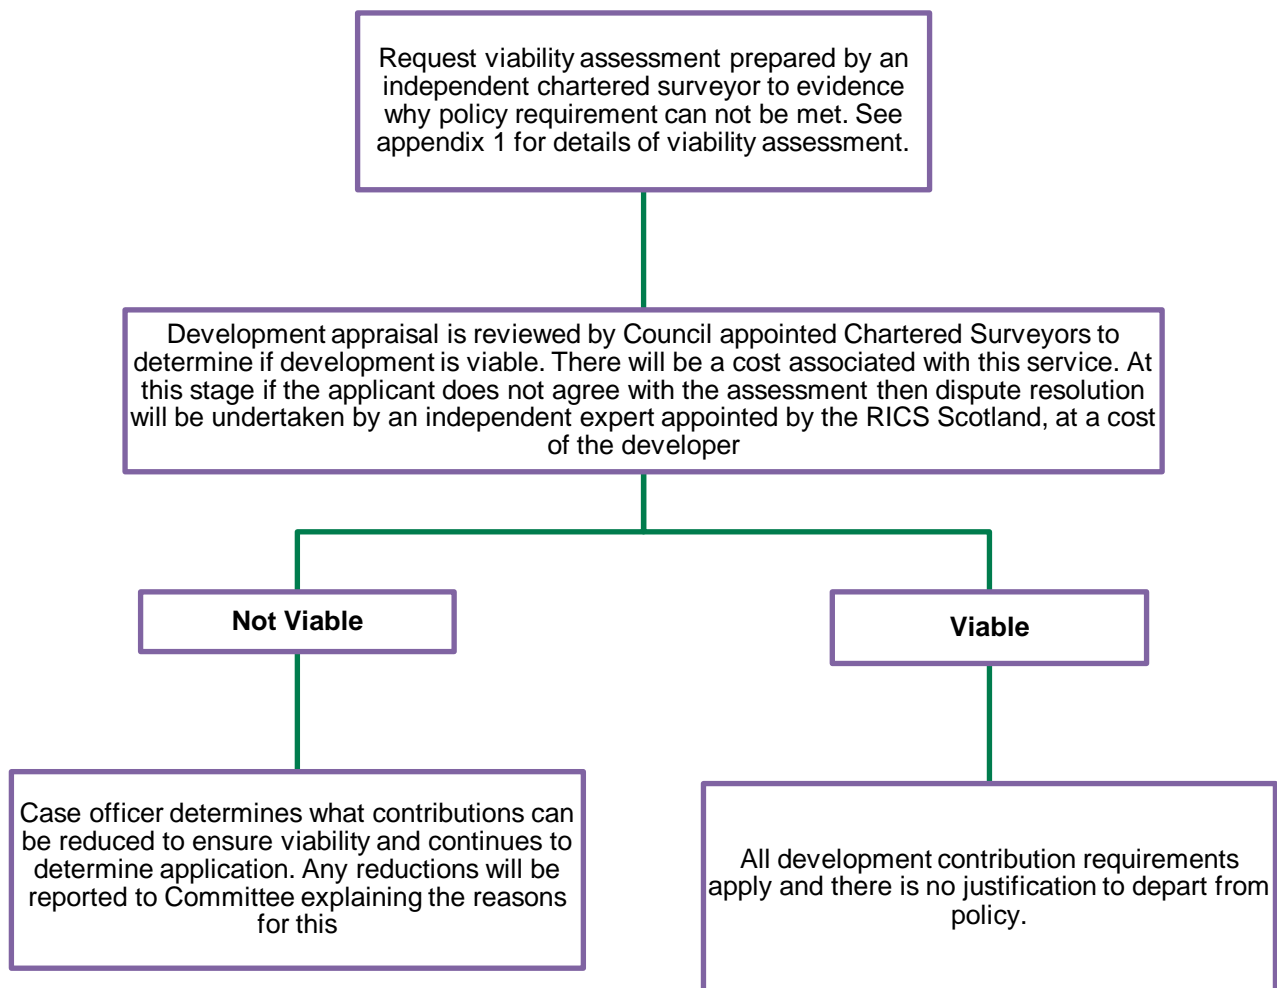 Request viability assessment prepared by an
independent chartered surveyor to evidence
why policy requirement can not be met. See
appendix 1 for details of viability assessment.
Development appraisal is reviewed by Council appointed Chartered Surveyors to
determine if development is viable. There will be a cost associated with this service. At
this stage if the applicant does not agree with the assessment then dispute resolution
will be undertaken by an independent expert appointed by the RICS Scotland, at a cost
of the developer
Not Viable
Viable
Case officer determines what contributions can
be reduced to ensure viability and continues to
determine application. Any reductions will be
reported to Committee explaining the reasons
for this
All development contribution requirements
apply and there is no justification to depart from
policy.